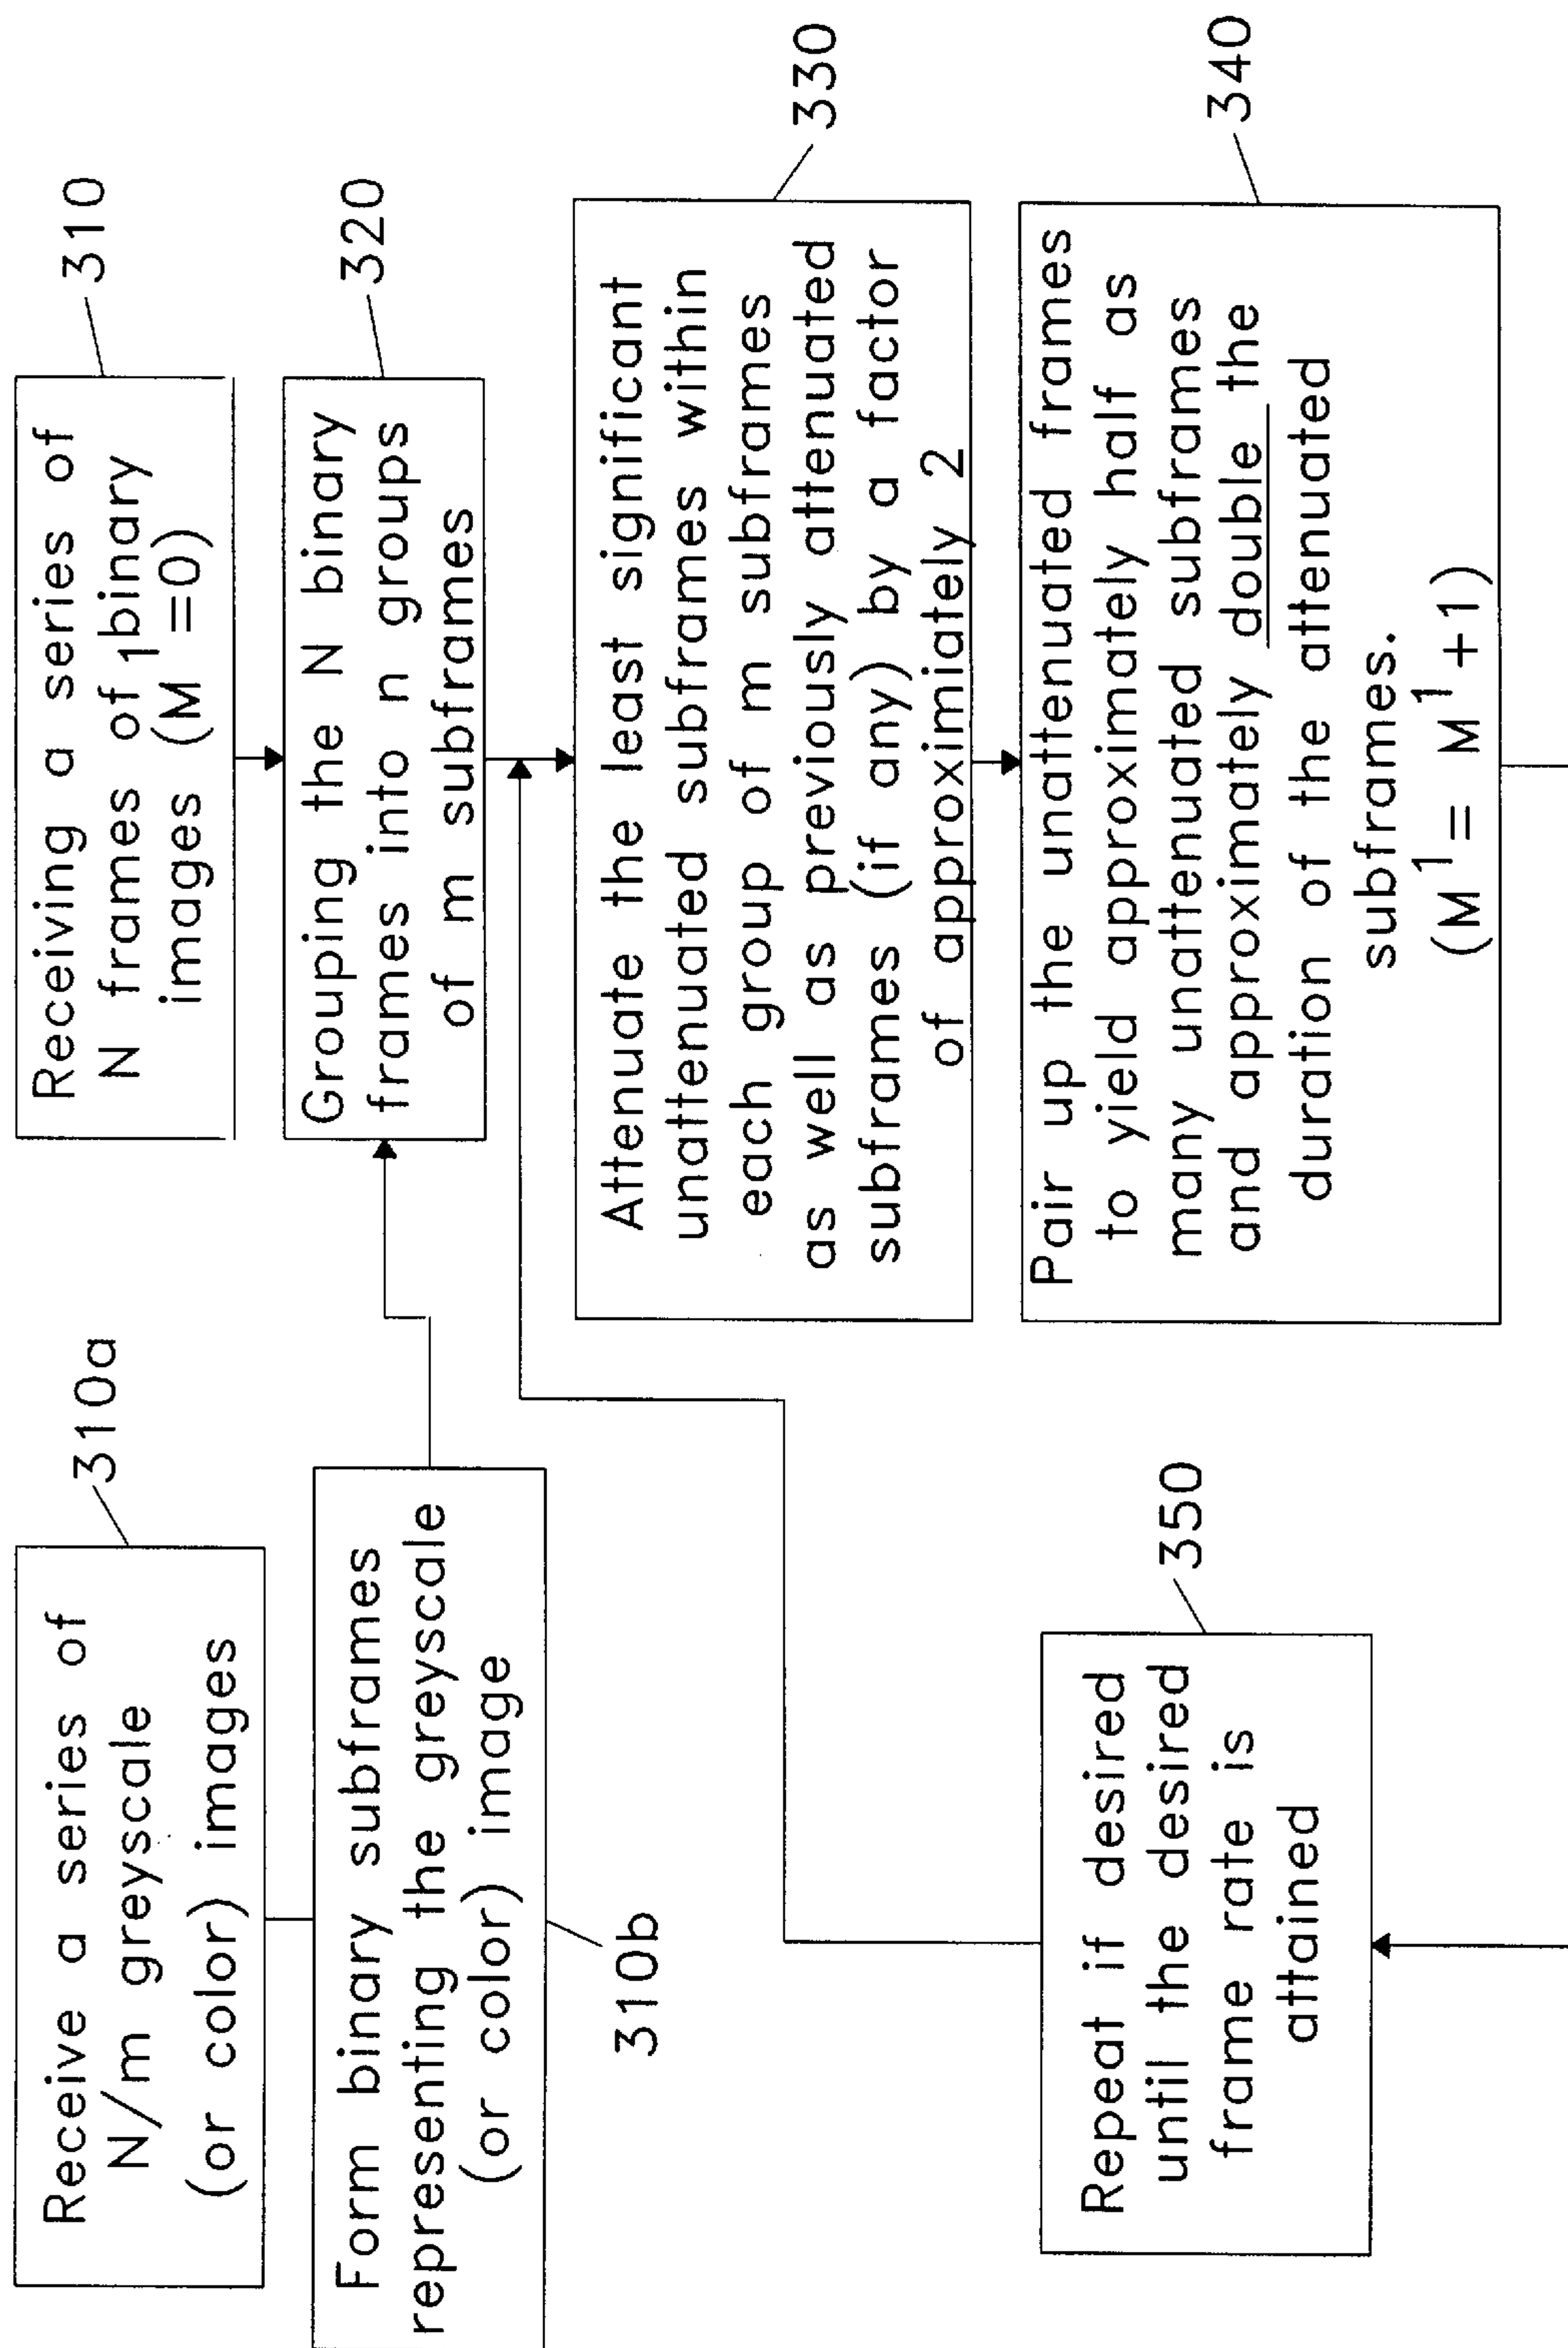 Receive a series of
N/m greyscale
(or color) images
310a
Form binary subframes
representing the greyscale
(or color) image
310b
Receiving a series of
N frames of binary
images (M¹=0)
310
Grouping the N binary
frames into n groups
of m subframes
320
Attenuate the least significant
unattenuated subframes within
each group of m subframes
as well as previously attenuated
subframes (if any) by a factor
of approximiately 2
330
Pair up the unattenuated frames
to yield approximately half as
many unattenuated subframes
and approximately double the
duration of the attenuated
subframes.
(M¹= M¹+1)
340
Repeat if desired
until the desired
frame rate is
attained
350